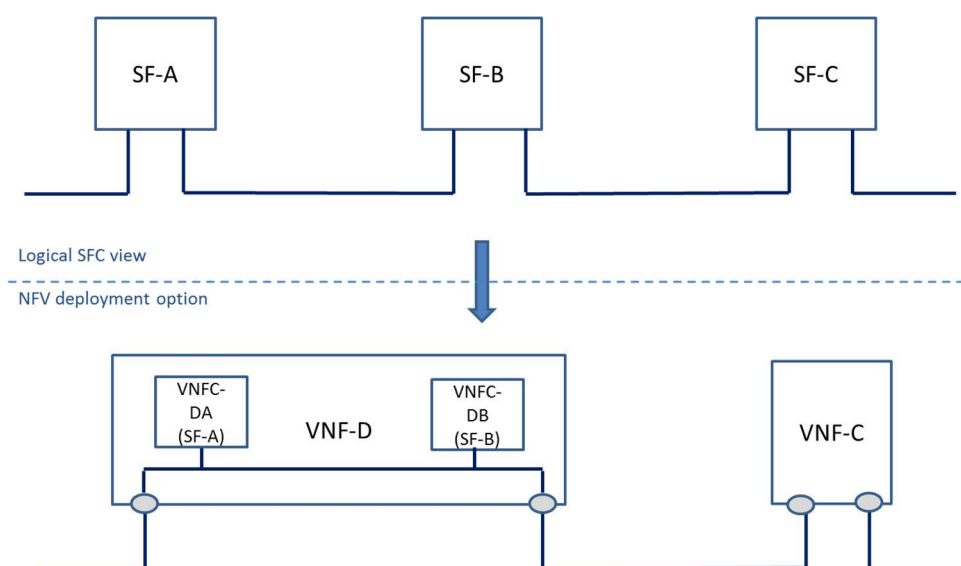 SF-A
SF-B
SF-C
Logical SFC view
NFV deployment option
VNFC-
DA
(SF-A)
VNF-D
VNFC-
DB
(SF-B)
VNF-C